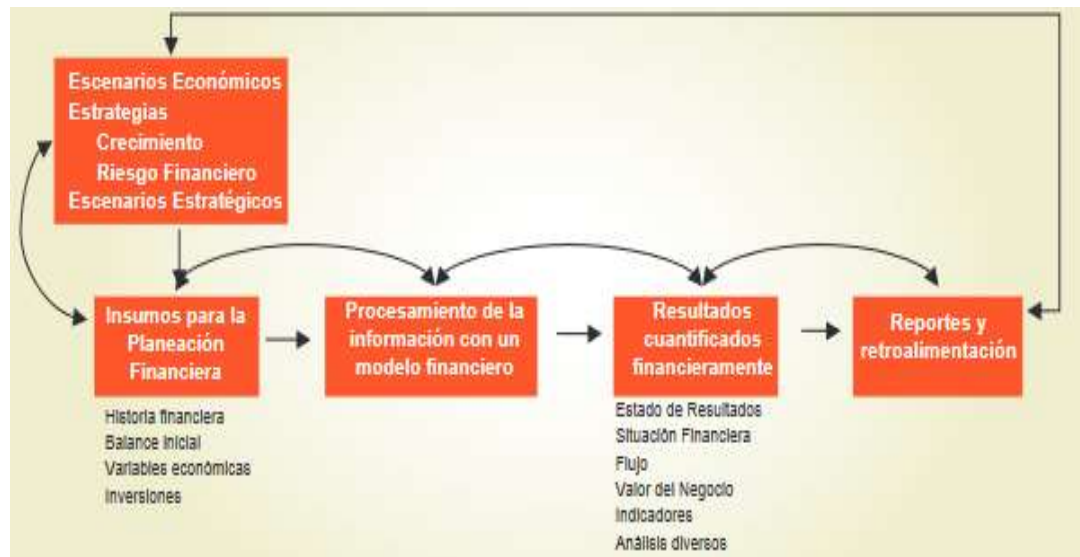 Escenarios Económicos
Estrategias
Crecimiento
Riesgo Financiero
Escenarios Estratégicos
Insumos para la
Planeación
Financiera
Historia financiera
Balance Inicial
Variables económicas
Inversiones
Procesamiento de la
información con un
modelo financiero
Resultados
cuantificados
financieramente
Estado de Resultados
Situación Financiera
Flujo
Valor del Negocio
Indicadores
Análisis diversos
Reportes y
retroalimentación